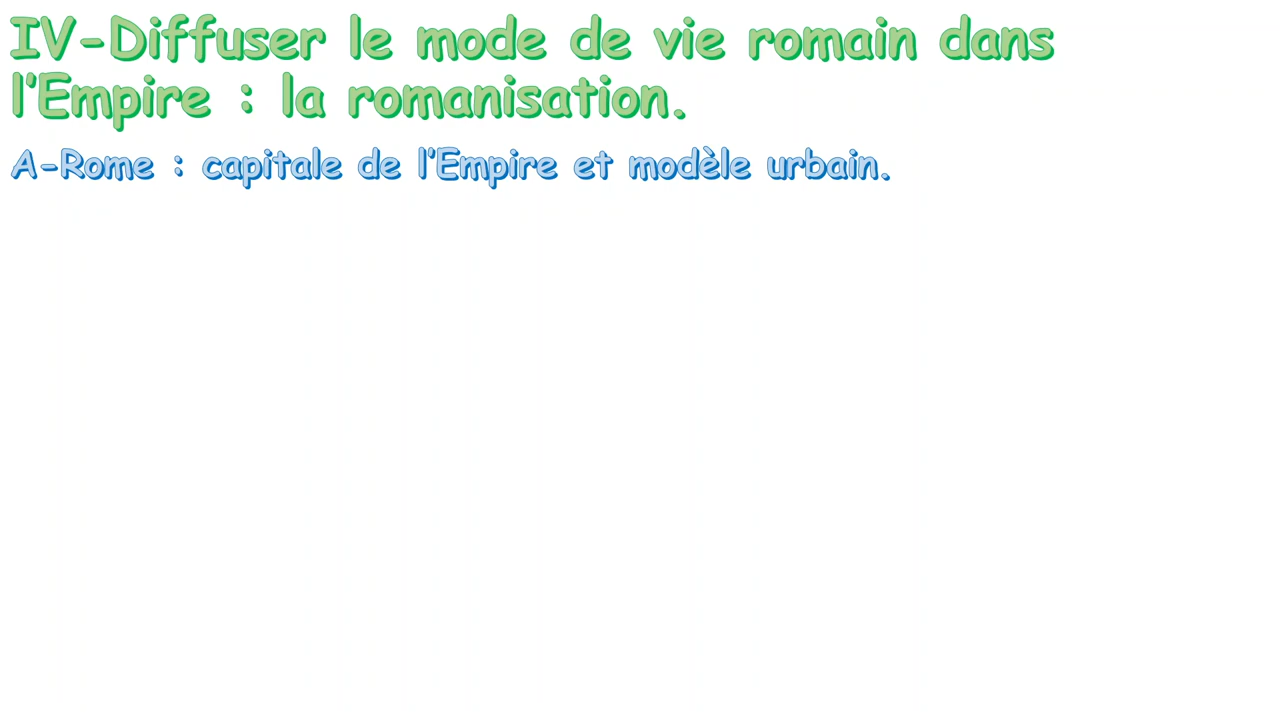 IV-Diffuser le mode de vie romain dans
l'Empire : la romanisation.
A-Rome : capitale de l'Empire et modèle urbain.